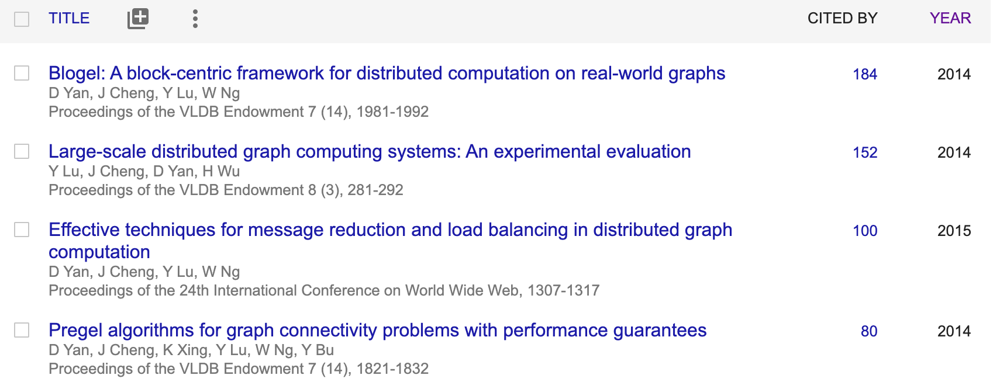 TITLE CITED BY YEAR
Blogel: A block-centric framework for distributed computation on real-world graphs 184 2014
D Yan, J Cheng, Y Lu, W Ng
Proceedings of the VLDB Endowment 7 (14), 1981-1992
Large-scale distributed graph computing systems: An experimental evaluation 152 2014
Y Lu, J Cheng, D Yan, H Wu
Proceedings of the VLDB Endowment 8 (3), 281-292
Effective techniques for message reduction and load balancing in distributed graph 100 2015
computation
D Yan, J Cheng, Y Lu, W Ng
Proceedings of the 24th International Conference on World Wide Web, 1307-1317
Pregel algorithms for graph connectivity problems with performance guarantees 80 2014
D Yan, J Cheng, K Xing, Y Lu, W Ng, Y Bu
Proceedings of the VLDB Endowment 7 (14), 1821-1832